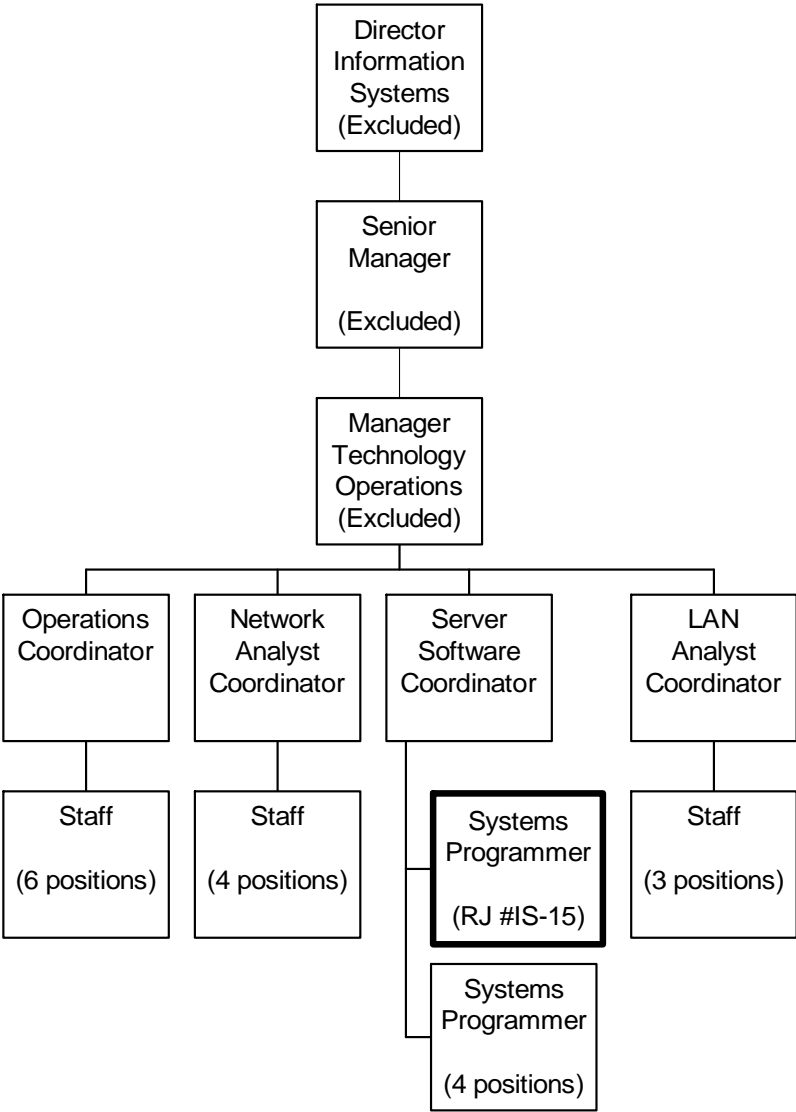 Director
Information
Systems
(Excluded)
Senior
Manager
(Excluded)
Manager
Technology
Operations
(Excluded)
Operations
Coordinator
Network
Analyst
Coordinator
Server
Software
Coordinator
LAN
Analyst
Coordinator
Staff
(6 positions)
Staff
(4 positions)
Systems
Programmer
(RJ #IS-15)
Staff
(3 positions)
Systems
Programmer
(4 positions)